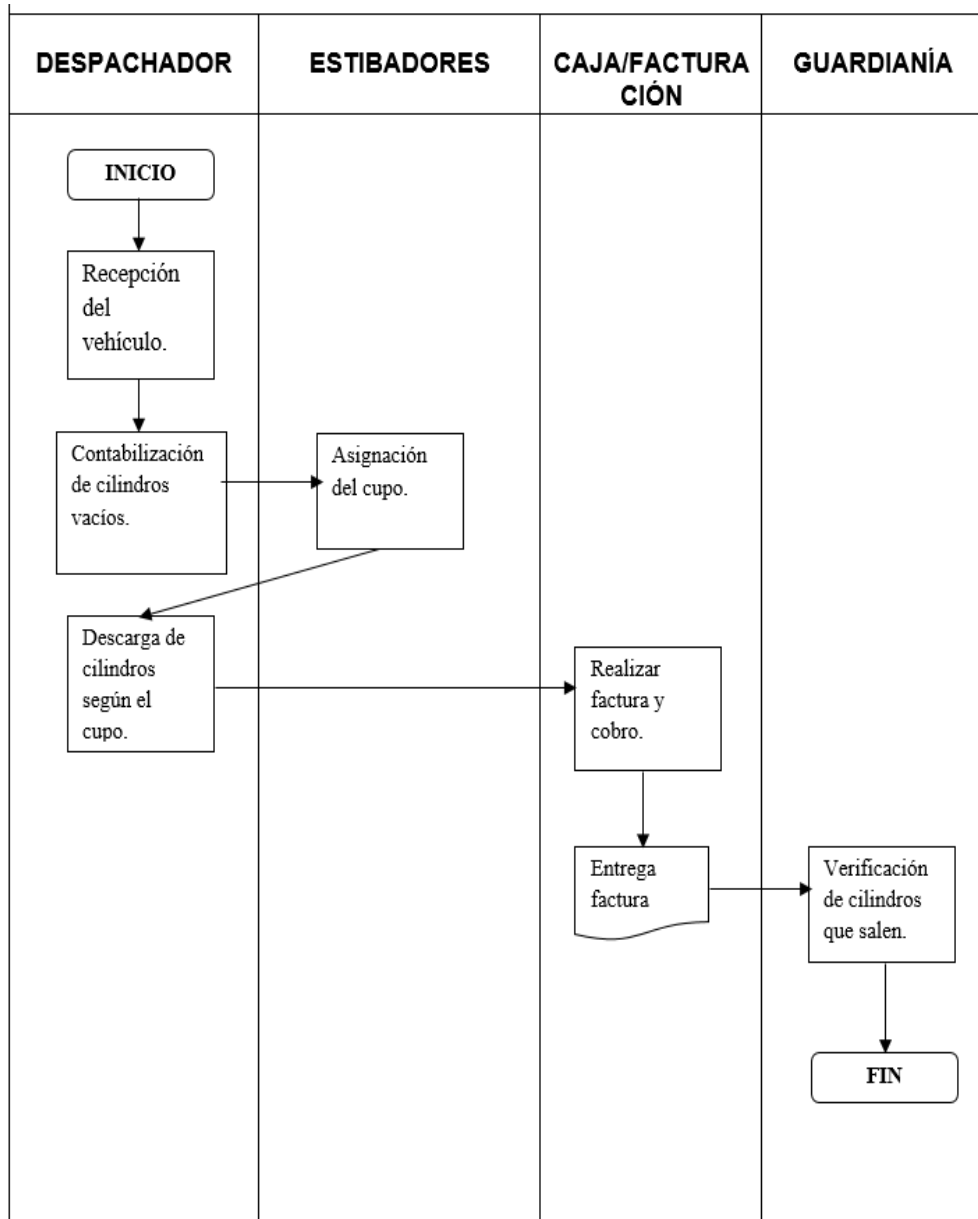 DESPACHADOR
ESTIBADORES
CAJA/FACTURA
CIÓN
GUARDIANÍA
INICIO
Recepción
del
vehículo.
Contabilización
de cilindros
vacíos.
Asignación
del cupo.
Descarga de
cilindros
según el
cupo.
Realizar
factura y
cobro.
Entrega
factura
Verificación
de cilindros
que salen.
FIN